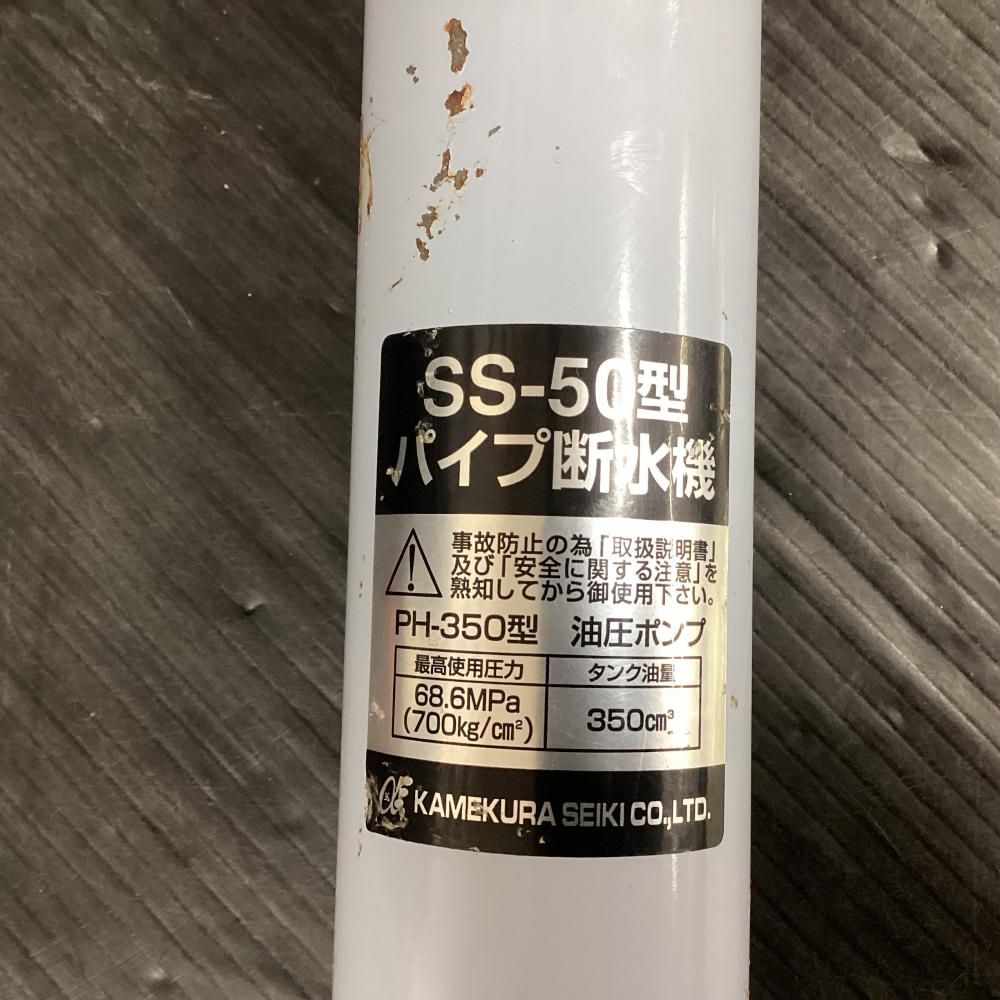 SS-50型
パイプ断水機
事故防止の為「取扱説明書」
及び「安全に関する注意」を
熟知してから御使用下さい。
PH-350型 油圧ポンプ
最高使用圧力 タンク油量
68.6MPa
(700kg/cm²) 350cm³
KAMEKURA SEIKI CO.,LTD.